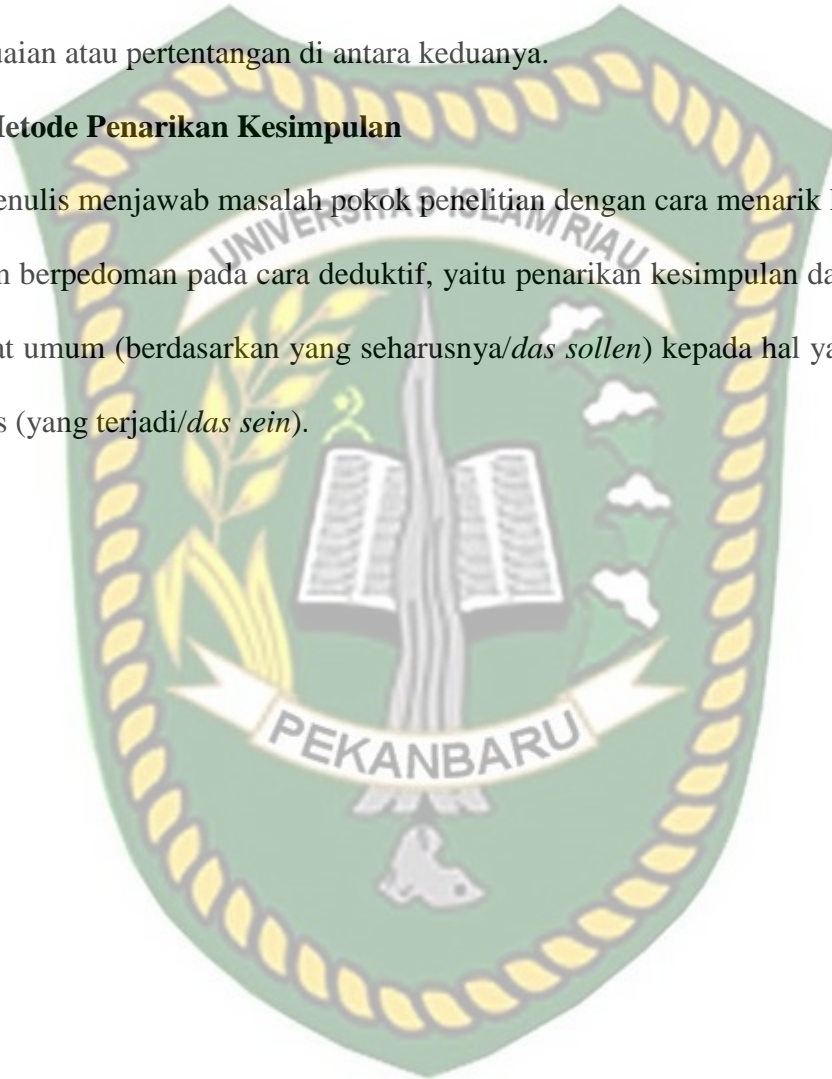 uaian atau pertentangan di antara keduanya.
Metode Penarikan Kesimpulan
enulis menjawab masalah pokok penelitian dengan cara menarik
n berpedoman pada cara deduktif, yaitu penarikan kesimpulan da
at umum (berdasarkan yang seharusnya/das sollen) kepada hal ya
s (yang terjadi/das sein).
UNIVERSITAS ISLAM RIAU
PEKANBARU